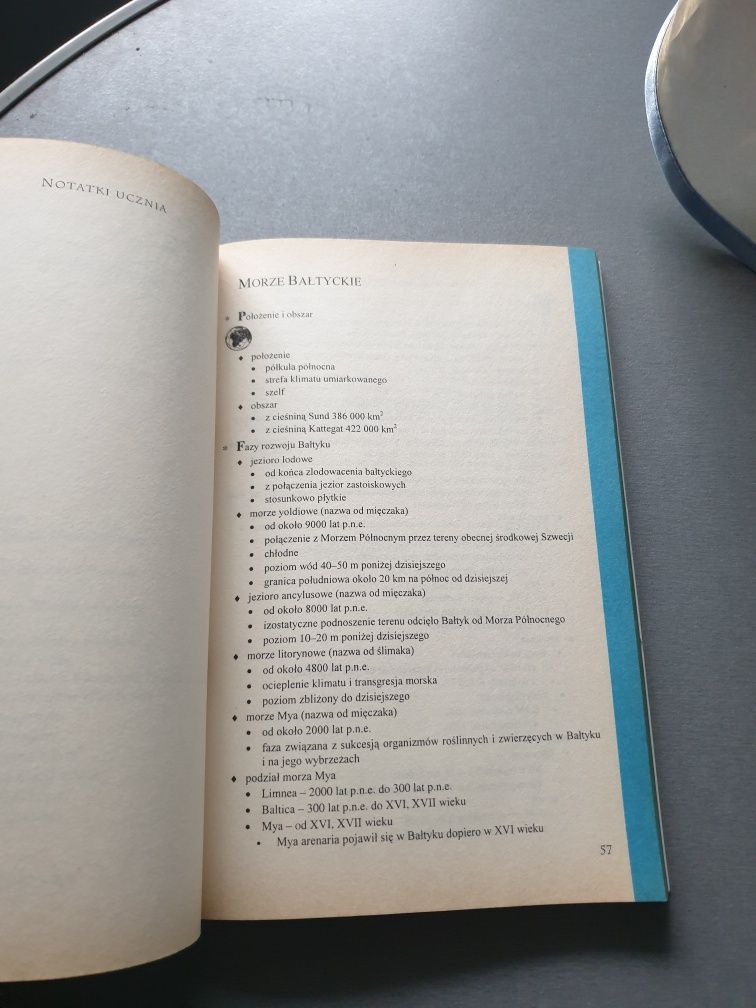 NOTATKI UCZNIA
MORZE BAŁTYCKIE
Położenie i obszar
położenie
półkula północna
strefa klimatu umiarkowanego
szelf
obszar
z cieśniną Sund 386 000 km²
z cieśniną Kattegat 422 000 km²
Fazy rozwoju Bałtyku
jezioro lodowe
od końca zlodowacenia bałtyckiego
z połączenia jezior zastoiskowych
stosunkowo płytkie
morze yoldiowe (nazwa od mięczaka)
od około 9000 lat p.n.e.
połączenie z Morzem Północnym przez tereny obecnej środkowej Szwecji
chłodne
poziom wód 40–50 m poniżej dzisiejszego
granica południowa około 20 km na północ od dzisiejszej
jezioro ancylusowe (nazwa od mięczaka)
od około 8000 lat p.n.e.
izostatyczne podnoszenie terenu odcięło Bałtyk od Morza Północnego
poziom 10–20 m poniżej dzisiejszego
morze litorynowe (nazwa od ślimaka)
od około 4800 lat p.n.e.
ocieplenie klimatu i transgresja morska
poziom zbliżony do dzisiejszego
morze Mya (nazwa od mięczaka)
od około 2000 lat p.n.e.
faza związana z sukcesją organizmów roślinnych i zwierzęcych w Bałtyku
i na jego wybrzeżach
podział morza Mya
Limnea – 2000 lat p.n.e. do 300 lat p.n.e.
Baltica – 300 lat p.n.e. do XVI, XVII wieku
Mya – od XVI, XVII wieku
Mya arenaria pojawił się w Bałtyku dopiero w XVI wieku
57